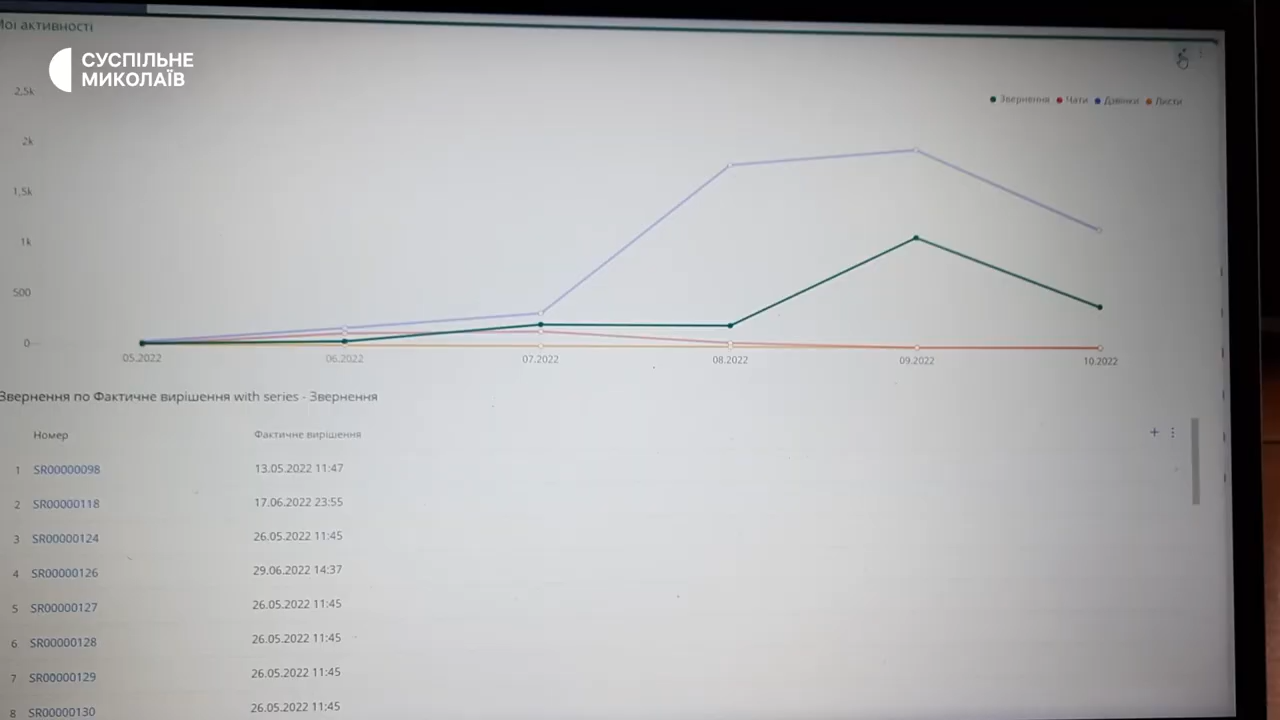 Мої активності
СУСПІЛЬНЕ
МИКОЛАЇВ
2,5k
Звернення Чати Дзвінки Листи
2k
1,5k
1k
500
0
05.2022 06.2022 07.2022 08.2022 09.2022 10.2022
Звернення по Фактичне вирішення with series - Звернення
Номер Фактичне вирішення
1 SR00000098 13.05.2022 11:47
2 SR00000118 17.06.2022 23:55
3 SR00000124 26.05.2022 11:45
4 SR00000126 29.06.2022 14:37
5 SR00000127 26.05.2022 11:45
6 SR00000128 26.05.2022 11:45
7 SR00000129 26.05.2022 11:45
8 SR00000130 26.05.2022 11:45